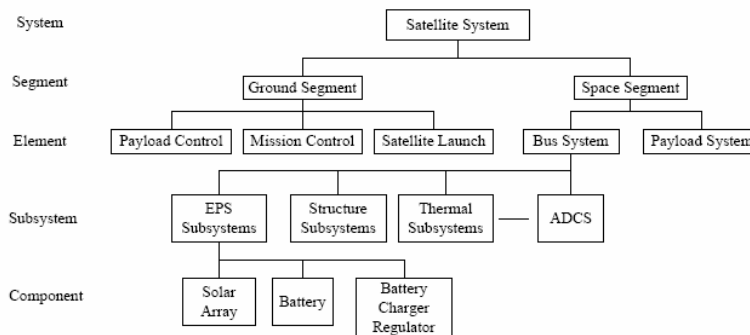 System
Satellite System
Segment
Ground Segment
Space Segment
Element
Payload Control
Mission Control
Satellite Launch
Bus System
Payload System
Subsystem
EPS
Subsystems
Structure
Subsystems
Thermal
Subsystems
ADCS
Component
Solar
Array
Battery
Battery
Charger
Regulator